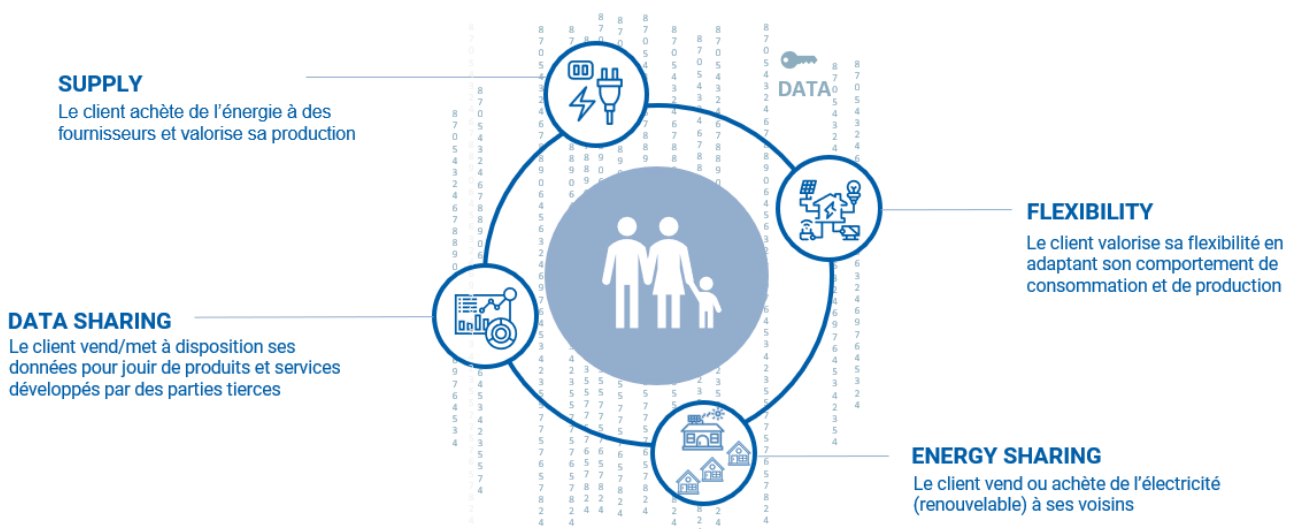 SUPPLY
Le client achète de l'énergie à des
fournisseurs et valorise sa production
DATA
FLEXIBILITY
Le client valorise sa flexibilité en
adaptant son comportement de
consommation et de production
DATA SHARING
Le client vend/met à disposition ses
données pour jouir de produits et services
développés par des parties tierces
ENERGY SHARING
Le client vend ou achète de l'électricité
(renouvelable) à ses voisins